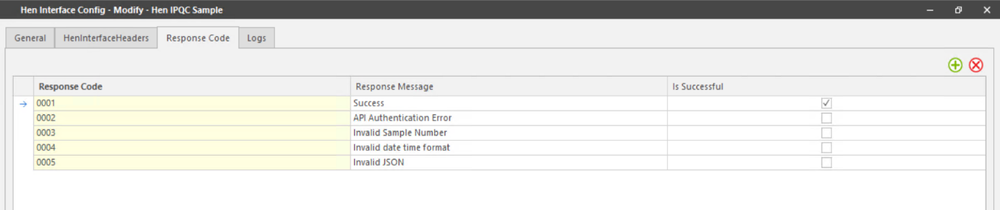 Hen Interface Config - Modify - Hen IPQC Sample
General HenInterfaceHeaders Response Code Logs
Response Code Response Message Is Successful
0001 Success
0002 API Authentication Error
0003 Invalid Sample Number
0004 Invalid date time format
0005 Invalid JSON